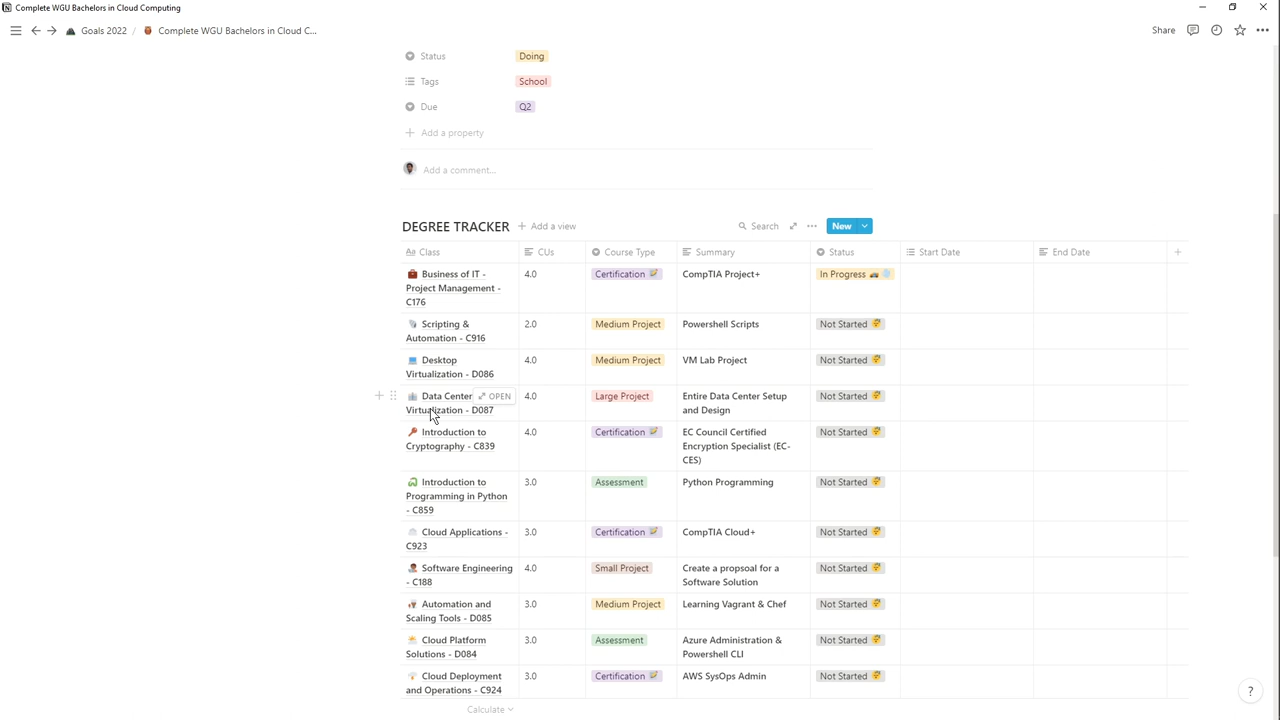 Complete WGU Bachelors in Cloud Computing
Goals 2022 / Complete WGU Bachelors in Cloud C...
Share
Status Doing
Tags School
Due Q2
Add a property
Add a comment...
DEGREE TRACKER Add a view Search New
Aa Class CUs Course Type Summary Status Start Date End Date
Business of IT -
Project Management -
C176
4.0
Certification
CompTIA Project+
In Progress
Scripting &
Automation - C916
2.0
Medium Project
Powershell Scripts
Not Started
Desktop
Virtualization - D086
4.0
Medium Project
VM Lab Project
Not Started
Data Center
Virtualization - D087
OPEN
4.0
Large Project
Entire Data Center Setup
and Design
Not Started
Introduction to
Cryptography - C839
4.0
Certification
EC Council Certified
Encryption Specialist (EC-
CES)
Not Started
Introduction to
Programming in Python
- C859
3.0
Assessment
Python Programming
Not Started
Cloud Applications -
C923
3.0
Certification
CompTIA Cloud+
Not Started
Software Engineering
- C188
4.0
Small Project
Create a propsoal for a
Software Solution
Not Started
Automation and
Scaling Tools - D085
3.0
Medium Project
Learning Vagrant & Chef
Not Started
Cloud Platform
Solutions - D084
3.0
Assessment
Azure Administration &
Powershell CLI
Not Started
Cloud Deployment
and Operations - C924
3.0
Certification
AWS SysOps Admin
Not Started
Calculate
?